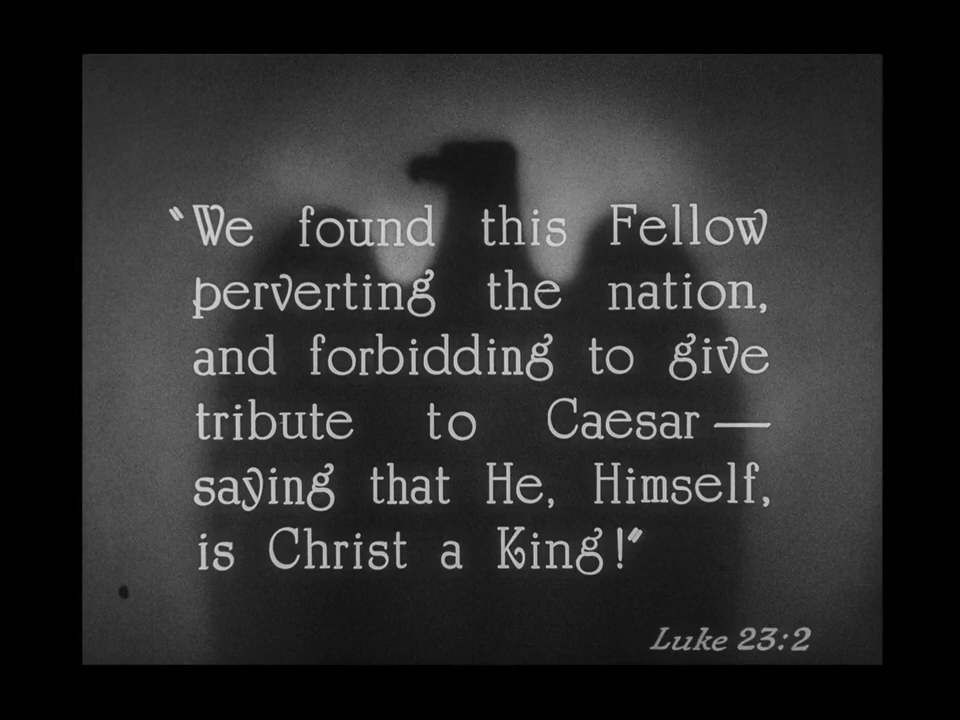 “We found this Fellow
perverting the nation,
and forbidding to give
tribute to Caesar —
saying that He, Himself,
is Christ a King!”
Luke 23:2